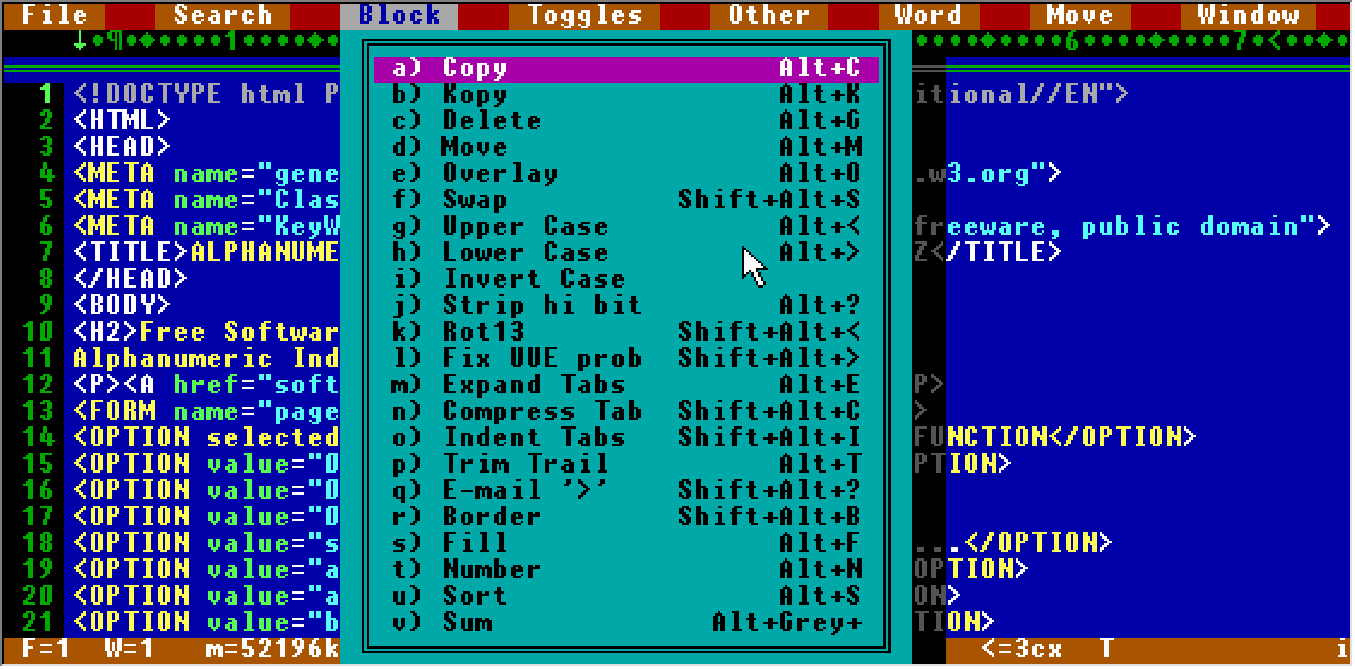 File Search Block Toggles Other Word Move Window
↓●¶◆●●●●1●●●●◆● ●●●●◆●●●●6●●●●◆●●●●7●<●●◆●
1 <!DOCTYPE html P a) Copy Alt+C itional//EN">
2 <HTML> b) Kopy Alt+K
3 <HEAD> c) Delete Alt+G
d) Move Alt+M
4 <META name="gene e) Overlay Alt+O .w3.org">
5 <META name="Clas f) Swap Shift+Alt+S
6 <META name="KeyW g) Upper Case Alt+< freeware, public domain">
7 <TITLE>ALPHANUME h) Lower Case Alt+> Z</TITLE>
8 </HEAD> i) Invert Case
9 <BODY> j) Strip hi bit Alt+?
10 <H2>Free Softwar k) Rot13 Shift+Alt+<
11 Alphanumeric Ind l) Fix UUE prob Shift+Alt+>
12 <P><A href="soft m) Expand Tabs Alt+E P>
13 <FORM name="page n) Compress Tab Shift+Alt+C >
14 <OPTION selected o) Indent Tabs Shift+Alt+I FUNCTION</OPTION>
15 <OPTION value="0 p) Trim Trail Alt+T PTION>
16 <OPTION value="0 q) E-mail '>' Shift+Alt+?
17 <OPTION value="0 r) Border Shift+Alt+B
18 <OPTION value="s s) Fill Alt+F ...</OPTION>
19 <OPTION value="a t) Number Alt+N OPTION>
20 <OPTION value="a u) Sort Alt+S ON>
21 <OPTION value="b v) Sum Alt+Grey+ TION>
F=1 W=1 m=52196k <=3cx T i